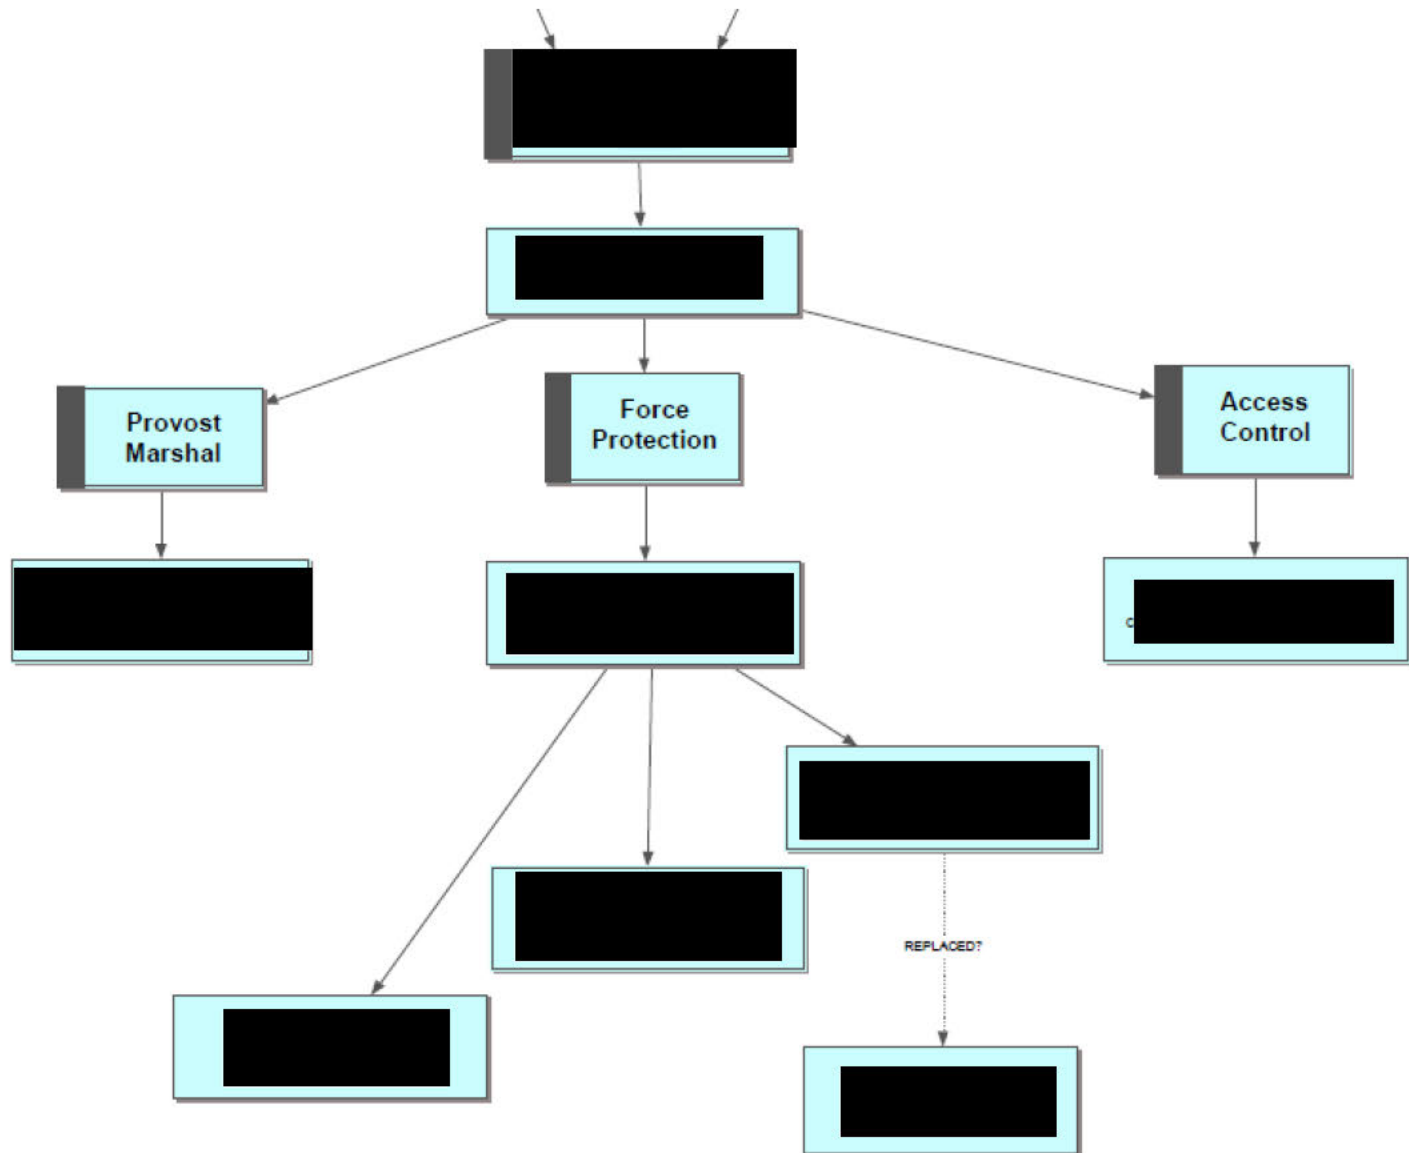 Provost
Marshal
Force
Protection
Access
Control
C
REPLACED?